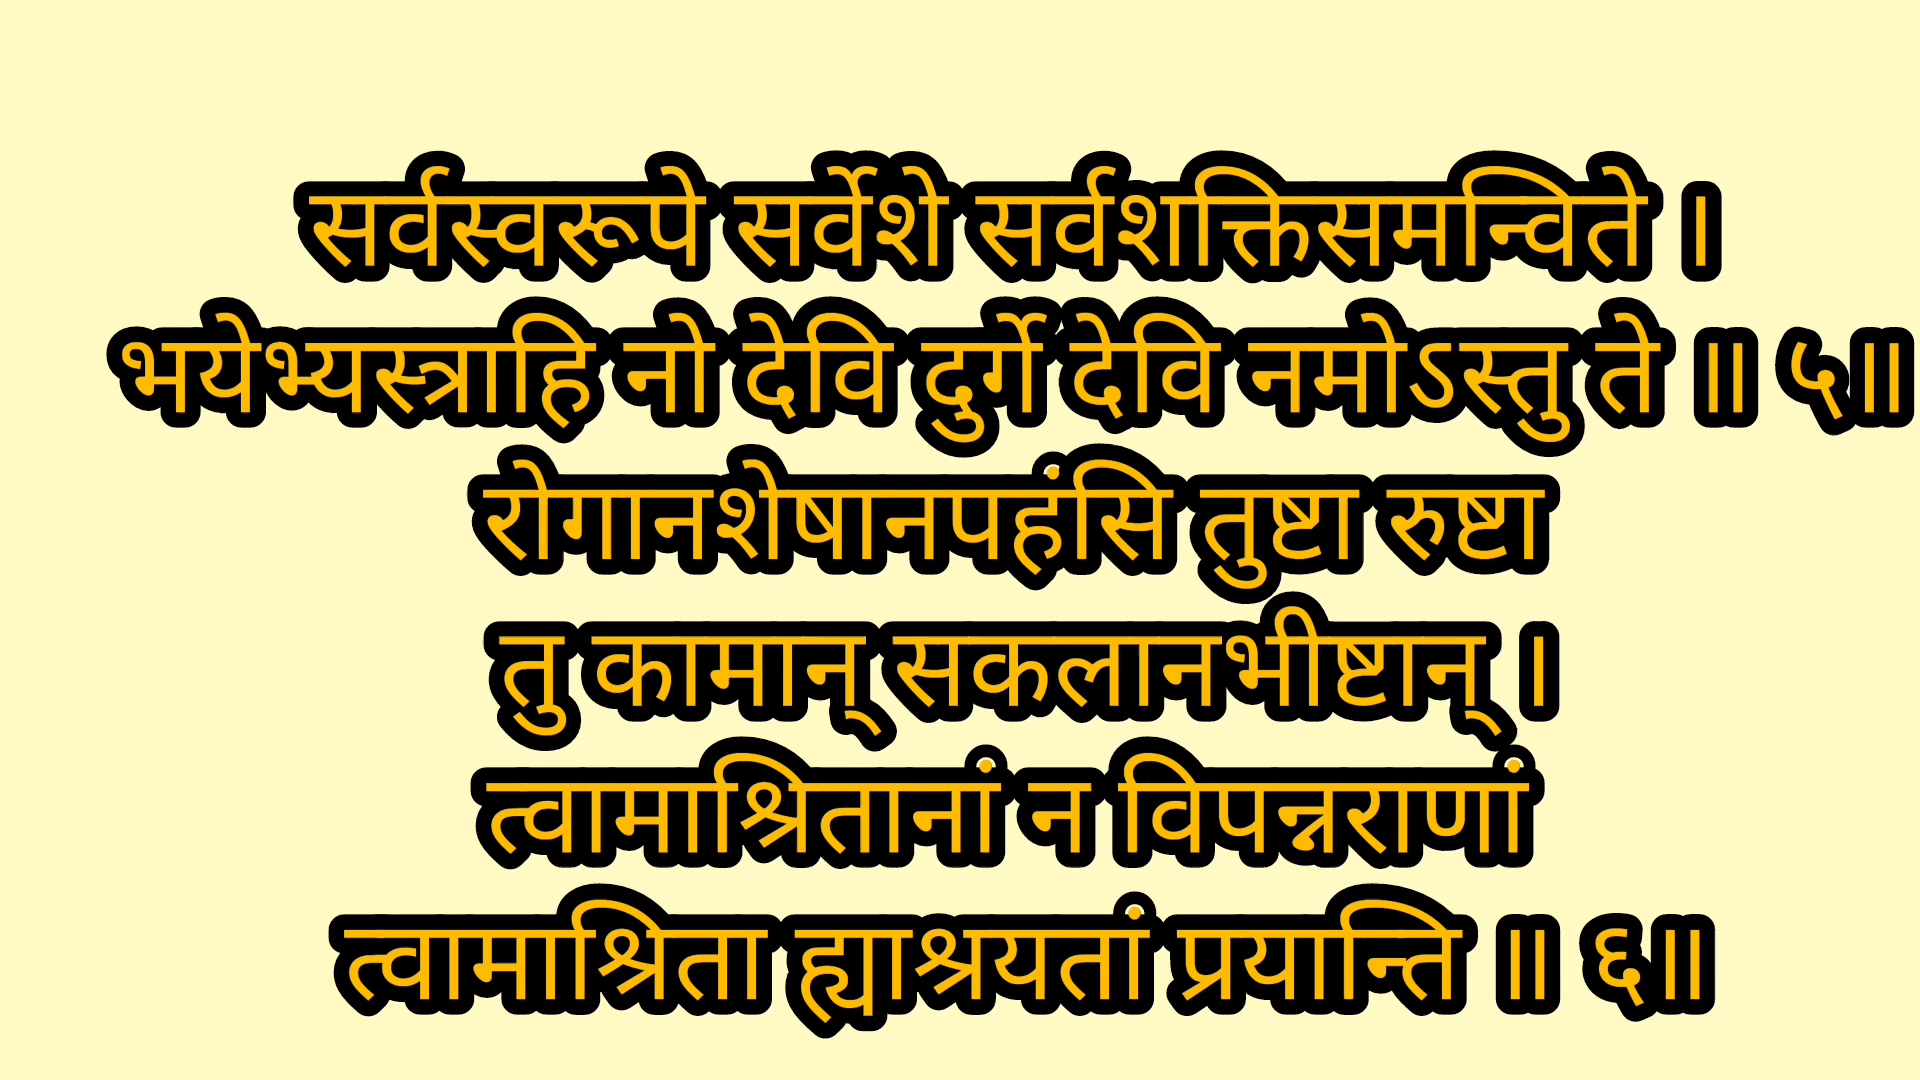 सर्वस्वरूपे सर्वेशे सर्वशक्तिसमन्विते ।
भयेभ्यस्त्राहि नो देवि दुर्गे देवि नमोऽस्तु ते ॥ ५॥
रोगानशेषानपहंसि तुष्टा रुष्टा
तु कामान् सकलानभीष्टान् ।
त्वामाश्रितानां न विपन्नराणां
त्वामाश्रिता ह्याश्रयतां प्रयान्ति ॥ ६॥